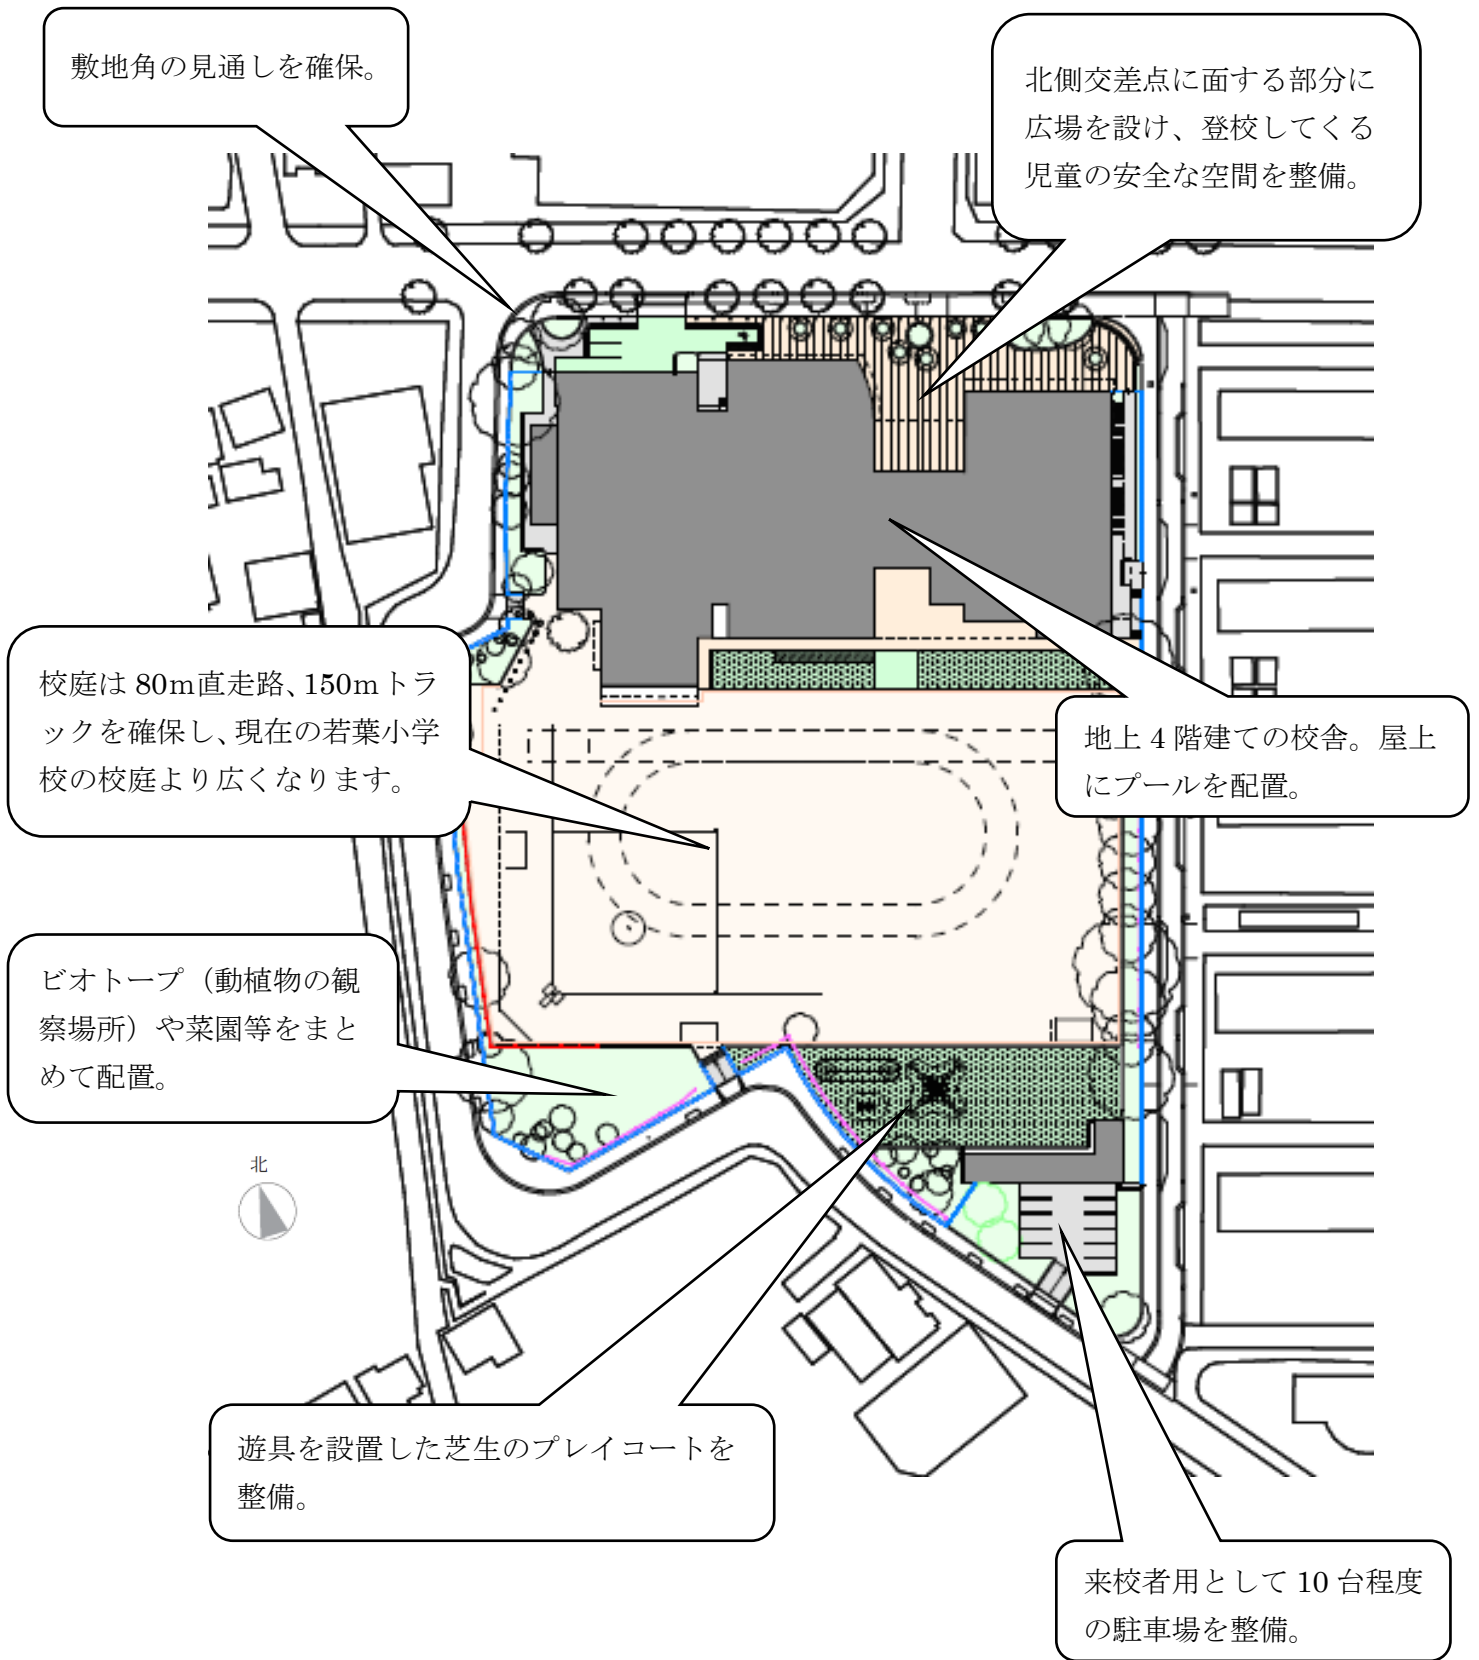 敷地角の見通しを確保。
北側交差点に面する部分に
広場を設け、登校してくる
児童の安全な空間を整備。
校庭は 80m直走路、150mトラ
ックを確保し、現在の若葉小学
校の校庭より広くなります。
地上 4 階建ての校舎。屋上
にプールを配置。
ビオトープ（動植物の観
察場所）や菜園等をまと
めて配置。
北
遊具を設置した芝生のプレイコートを
整備。
来校者用として 10 台程度
の駐車場を整備。